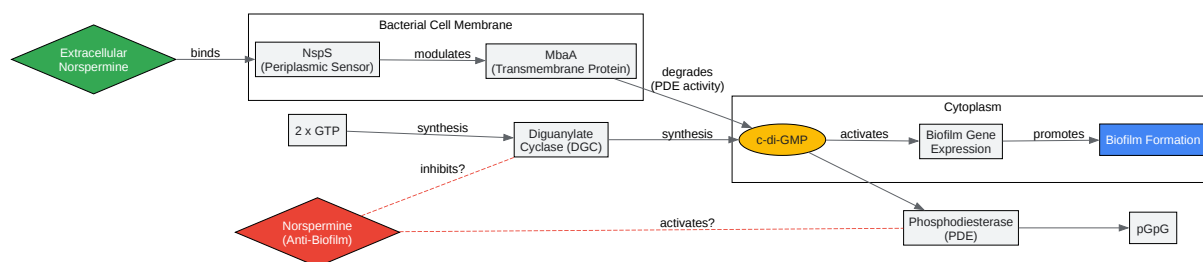 Bacterial Cell Membrane
Extracellular
Norspermine
binds
NspS
(Periplasmic Sensor)
modulates
MbaA
(Transmembrane Protein)
degrades
(PDE activity)
Cytoplasm
2 x GTP
synthesis
Diguanylate
Cyclase (DGC)
synthesis
c-di-GMP
activates
Biofilm Gene
Expression
promotes
Biofilm Formation
inhibits?
Norspermine
(Anti-Biofilm)
activates?
Phosphodiesterase
(PDE)
pGpG